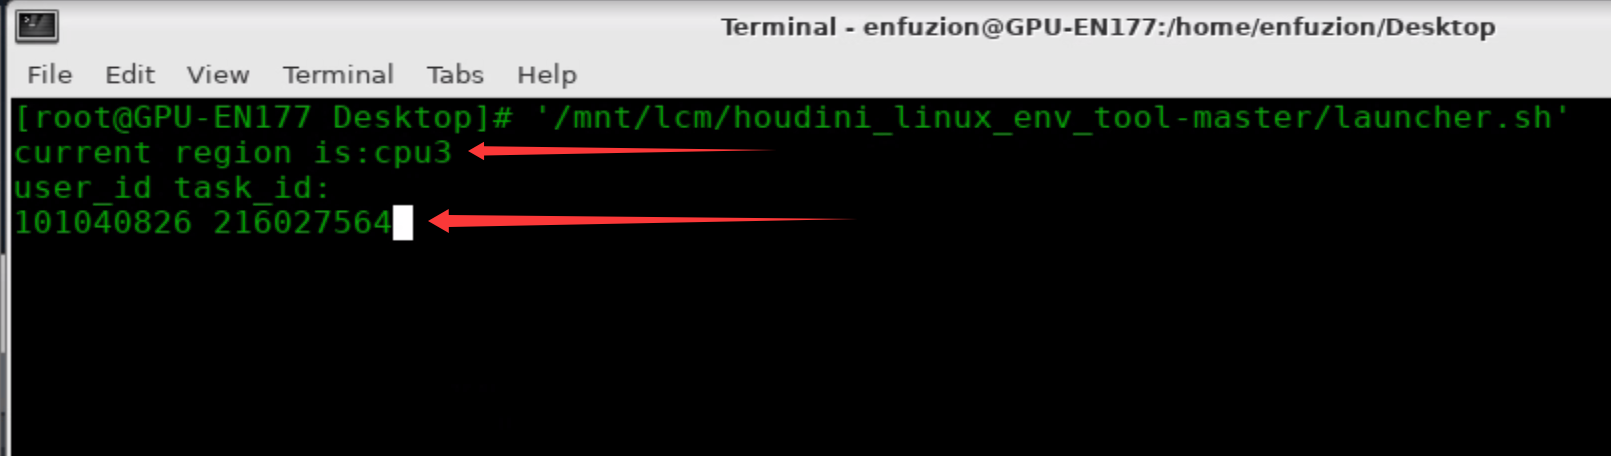 Terminal - enfuzion@GPU-EN177:/home/enfuzion/Desktop
File Edit View Terminal Tabs Help
[root@GPU-EN177 Desktop]# '/mnt/lcm/houdini_linux_env_tool-master/launcher.sh'
current region is:cpu3
user_id task_id:
101040826 216027564